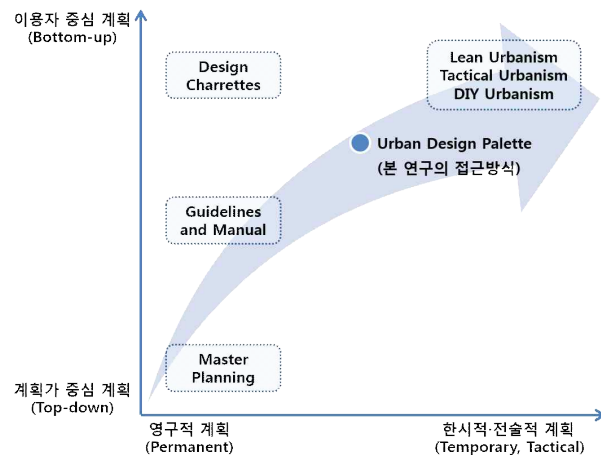 이용자 중심 계획
(Bottom-up)
Design
Charrettes
Lean Urbanism
Tactical Urbanism
DIY Urbanism
Urban Design Palette
(본 연구의 접근방식)
Guidelines
and Manual
Master
Planning
계획가 중심 계획
(Top-down)
영구적 계획
(Permanent)
한시적·전술적 계획
(Temporary, Tactical)